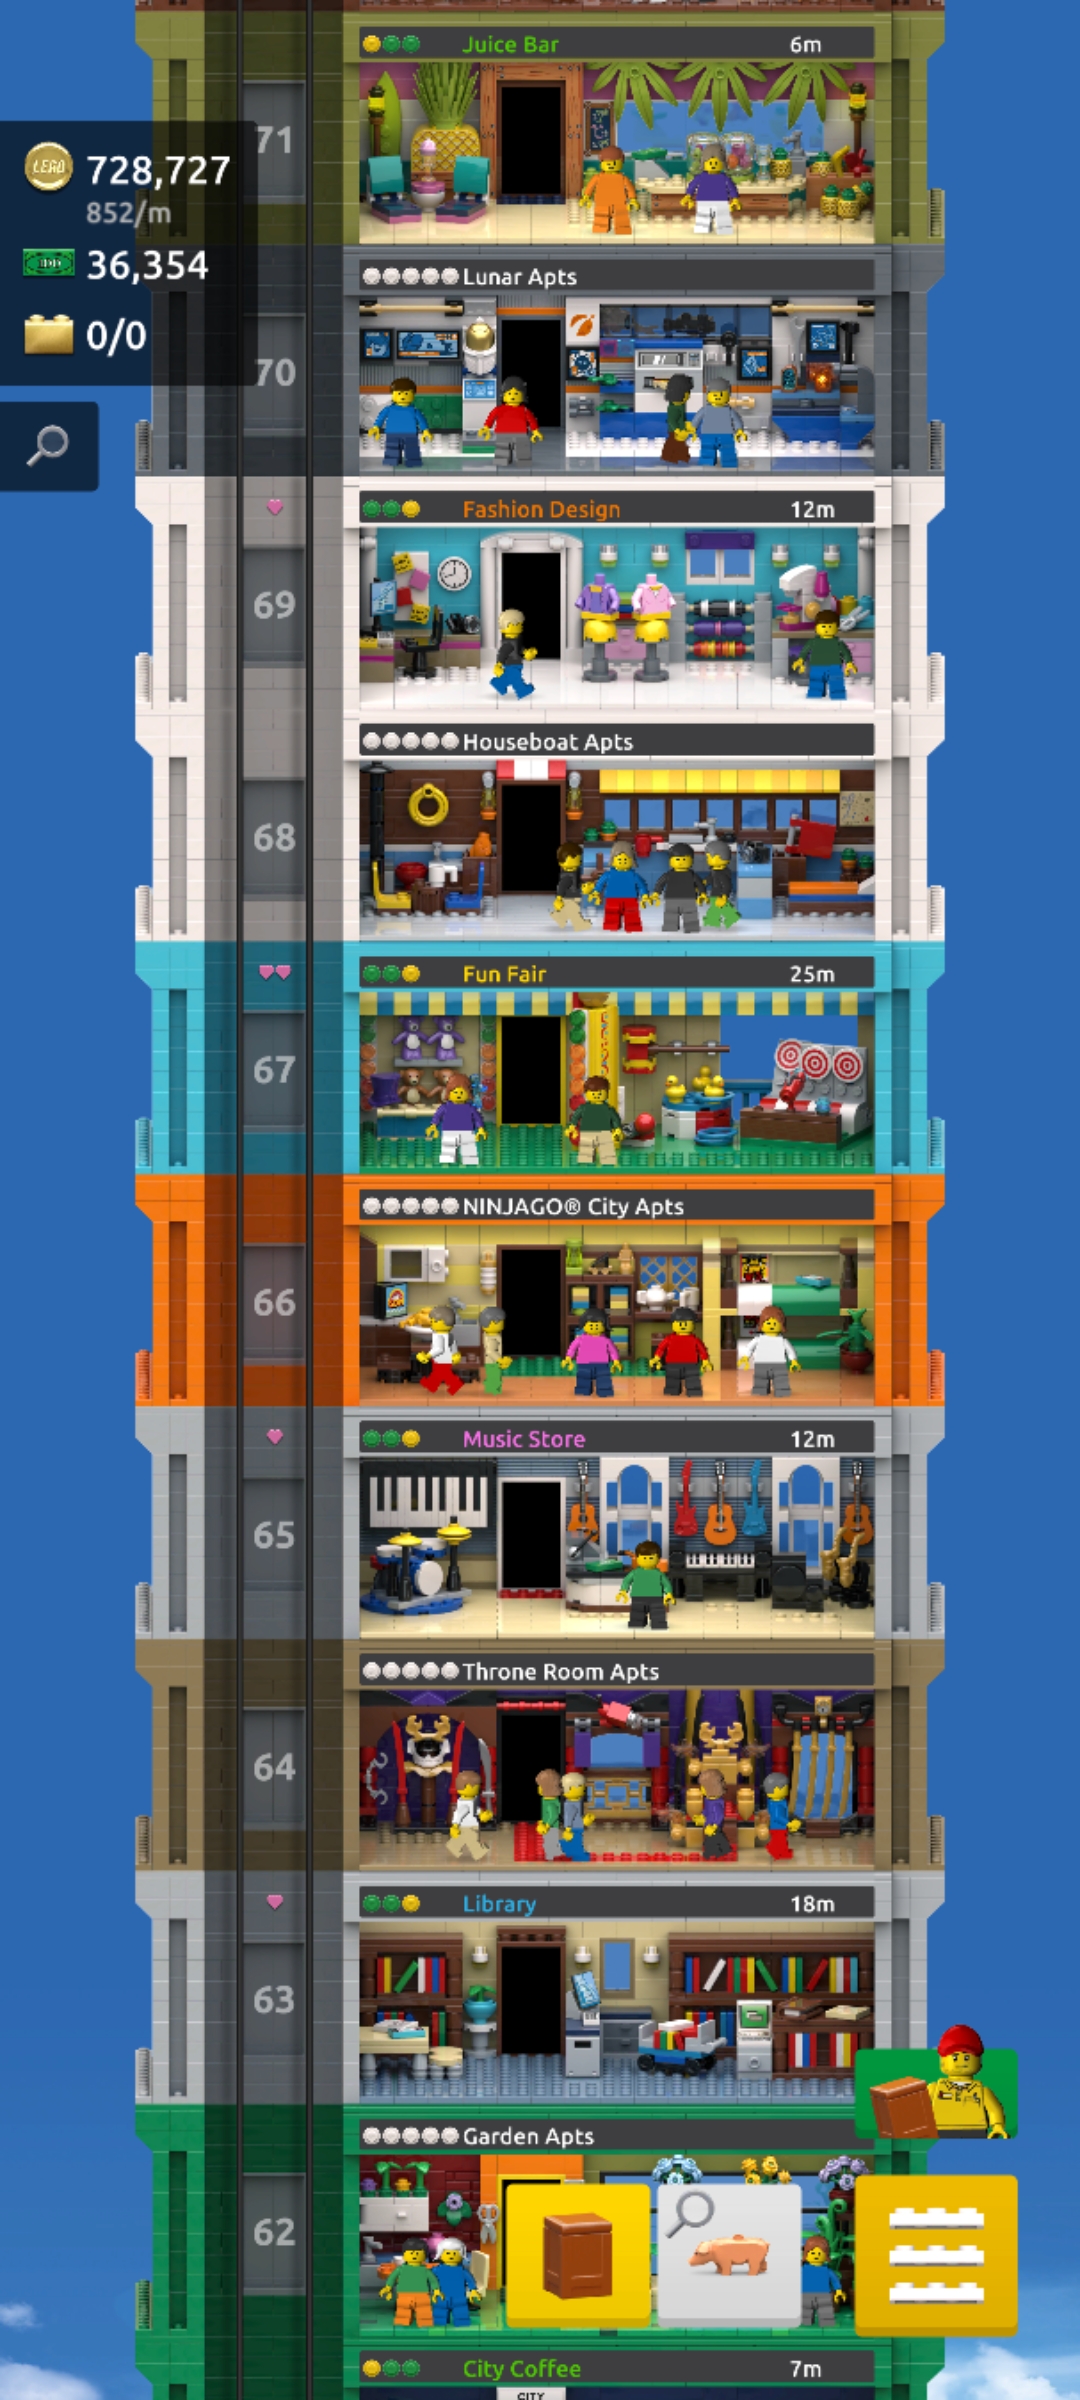 Juice Bar 6m
71
LEGO 728,727
852/m
36,354
0/0
Lunar Apts
70
Fashion Design 12m
69
Houseboat Apts
68
Fun Fair 25m
67
NINJAGO® City Apts
66
Music Store 12m
65
Throne Room Apts
64
Library 18m
63
Garden Apts
62
City Coffee 7m
CITY